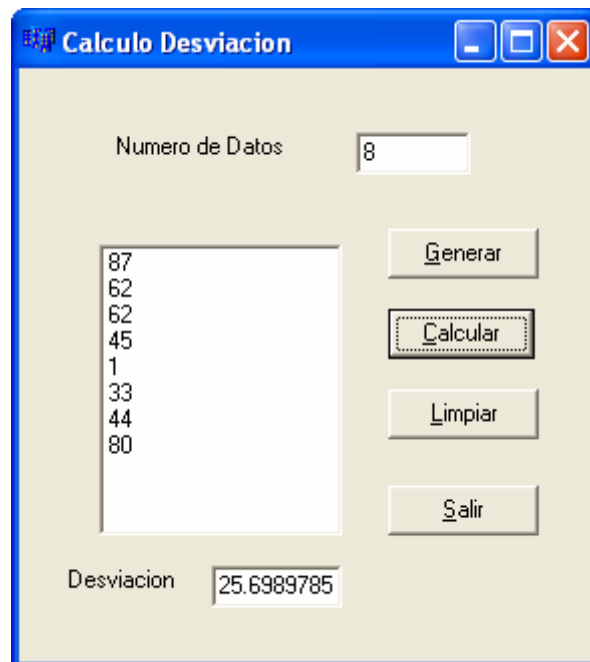 Calculo Desviacion
Numero de Datos 8
Generar
87
62
62
45
1
33
44
80
Calcular
Limpiar
Salir
Desviacion 25.6989785